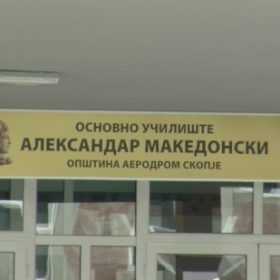 ОСНОВНО УЧИЛИШТЕ
АЛЕКСАНДАР МАКЕДОНСКИ
ОПШТИНА АЕРОДРОМ СКОПЈЕ